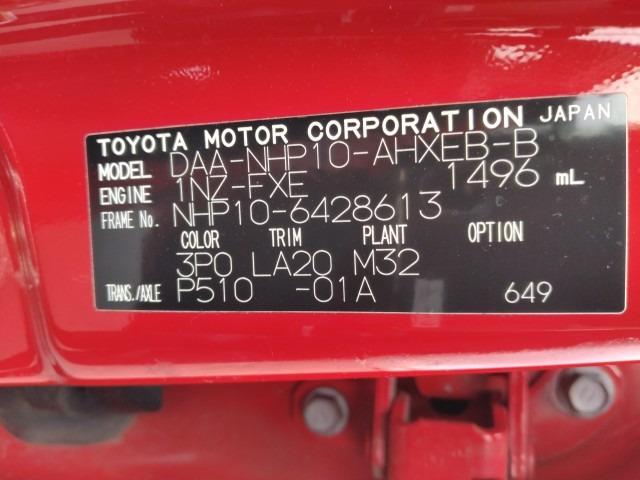 TOYOTA MOTOR CORPORATION JAPAN
MODEL DAA-NHP10-AHXEB-B
ENGINE 1NZ-FXE 1496 mL
FRAME No. NHP10-6428613
COLOR TRIM PLANT OPTION
3P0 LA20 M32
TRANS./AXLE P510 -01A 649